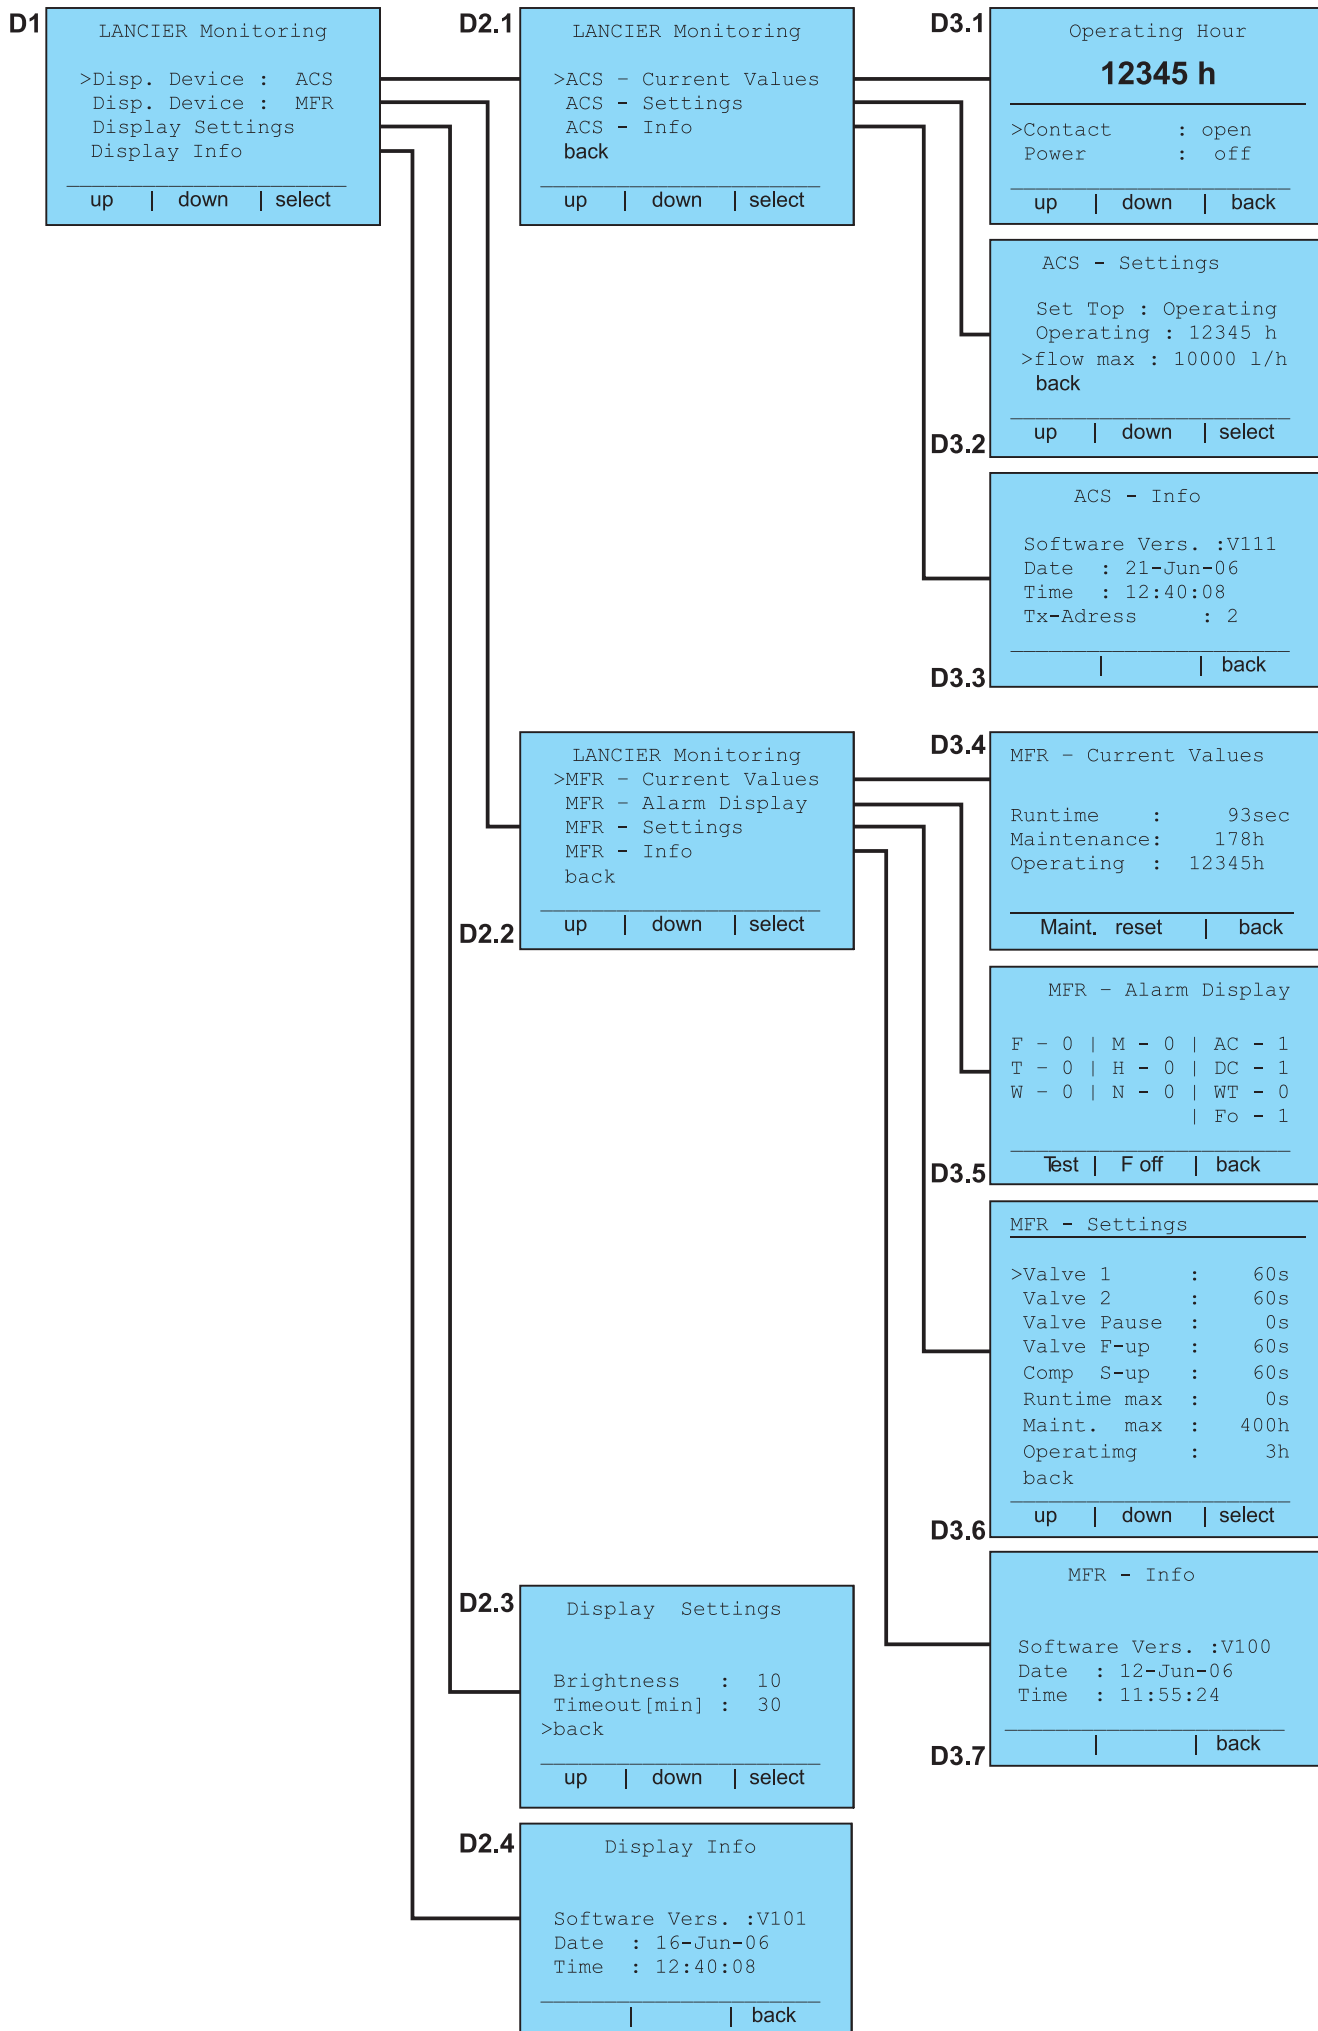 D1
LANCIER Monitoring
>Disp. Device : ACS
Disp. Device : MFR
Display Settings
Display Info
up | down | select
D2.1
LANCIER Monitoring
>ACS - Current Values
ACS - Settings
ACS - Info
back
up | down | select
D3.1
Operating Hour
12345 h
>Contact : open
Power : off
up | down | back
ACS - Settings
Set Top : Operating
Operating : 12345 h
>flow max : 10000 l/h
back
up | down | select
D3.2
ACS - Info
Software Vers. :V111
Date : 21-Jun-06
Time : 12:40:08
Tx-Adress : 2
| | back
D3.3
LANCIER Monitoring
>MFR - Current Values
MFR - Alarm Display
MFR - Settings
MFR - Info
back
up | down | select
D2.2
D3.4
MFR - Current Values
Runtime : 93sec
Maintenance: 178h
Operating : 12345h
Maint. reset | back
MFR - Alarm Display
F - 0 | M - 0 | AC - 1
T - 0 | H - 0 | DC - 1
W - 0 | N - 0 | WT - 0
| Fo - 1
Test | F off | back
D3.5
MFR - Settings
>Valve 1 : 60s
Valve 2 : 60s
Valve Pause : 0s
Valve F-up : 60s
Comp S-up : 60s
Runtime max : 0s
Maint. max : 400h
Operatimg : 3h
back
up | down | select
D3.6
MFR - Info
Software Vers. :V100
Date : 12-Jun-06
Time : 11:55:24
| | back
D3.7
D2.3
Display Settings
Brightness : 10
Timeout[min] : 30
>back
up | down | select
D2.4
Display Info
Software Vers. :V101
Date : 16-Jun-06
Time : 12:40:08
| | back